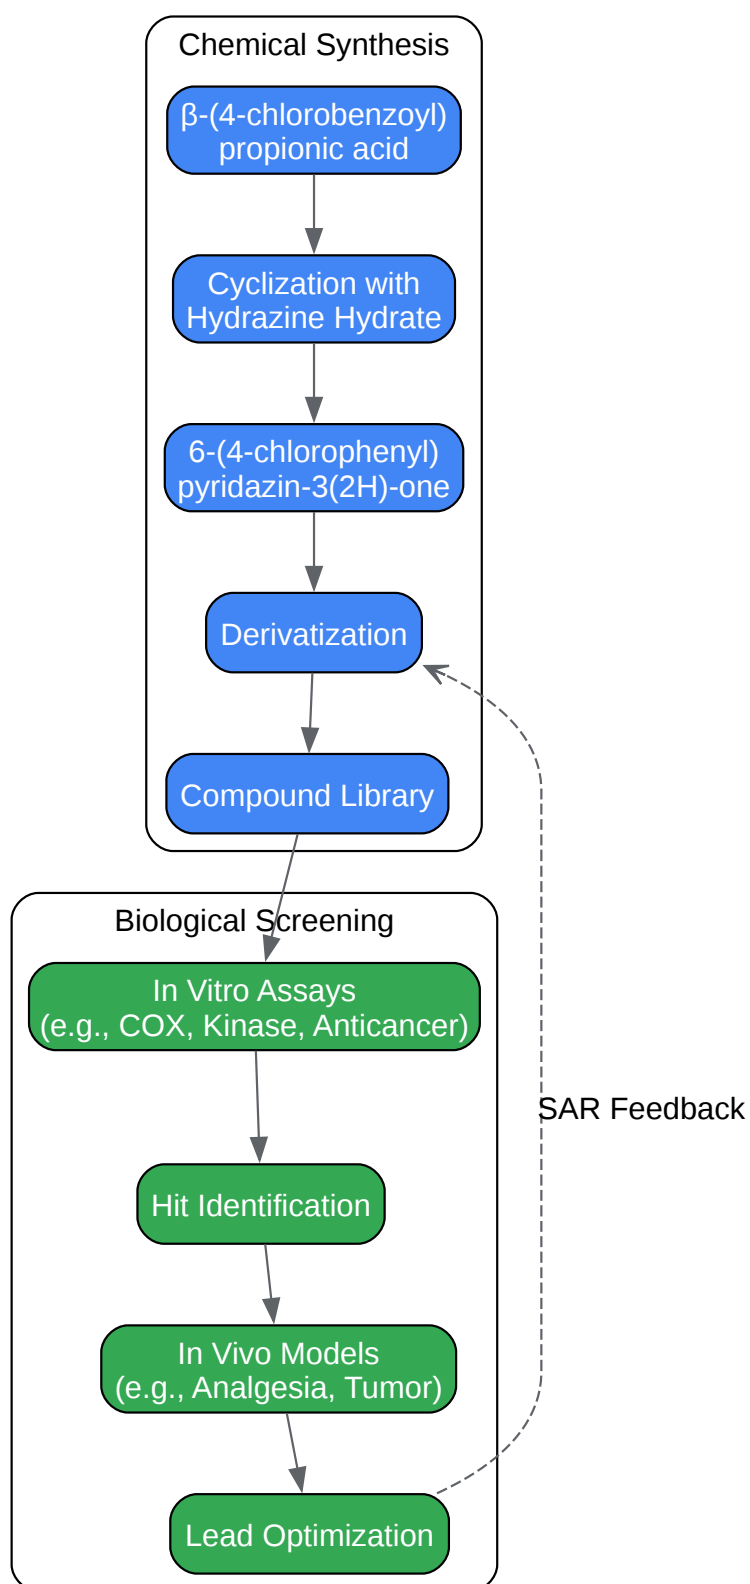 Chemical Synthesis
β-(4-chlorobenzoyl)
propionic acid
Cyclization with
Hydrazine Hydrate
6-(4-chlorophenyl)
pyridazin-3(2H)-one
Derivatization
Compound Library
Biological Screening
In Vitro Assays
(e.g., COX, Kinase, Anticancer)
SAR Feedback
Hit Identification
In Vivo Models
(e.g., Analgesia, Tumor)
Lead Optimization